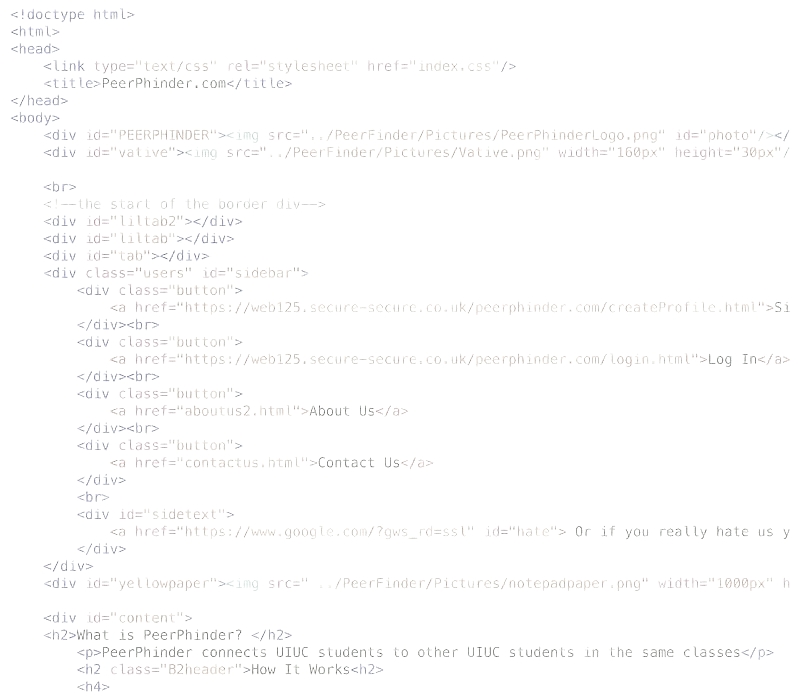 <!doctype html>
<html>
<head>
<link type="text/css" rel="stylesheet" href="index.css"/>
<title>PeerPhinder.com</title>
</head>
<body>
<div id="PEERPHINDER"><img src="../PeerFinder/Pictures/PeerPhinderLogo.png" id="photo"/></
<div id="vative"><img src="../PeerFinder/Pictures/Vative.png" width="160px" height="30px"/
<br>
<!--the start of the border div-->
<div id="liltab2"></div>
<div id="liltab"></div>
<div id="tab"></div>
<div class="users" id="sidebar">
<div class="button">
<a href="https://web125.secure-secure.co.uk/peerphinder.com/createProfile.html">Si
</div><br>
<div class="button">
<a href="https://web125.secure-secure.co.uk/peerphinder.com/login.html">Log In</a>
</div><br>
<div class="button">
<a href="aboutus2.html">About Us</a>
</div><br>
<div class="button">
<a href="contactus.html">Contact Us</a>
</div>
<br>
<div id="sidetext">
<a href="https://www.google.com/?gws_rd=ssl" id="hate"> Or if you really hate us y
</div>
</div>
<div id="yellowpaper"><img src=" ../PeerFinder/Pictures/notepadpaper.png" width="1000px" h
<div id="content">
<h2>What is PeerPhinder? </h2>
<p>PeerPhinder connects UIUC students to other UIUC students in the same classes</p>
<h2 class="B2header">How It Works<h2>
<h4>